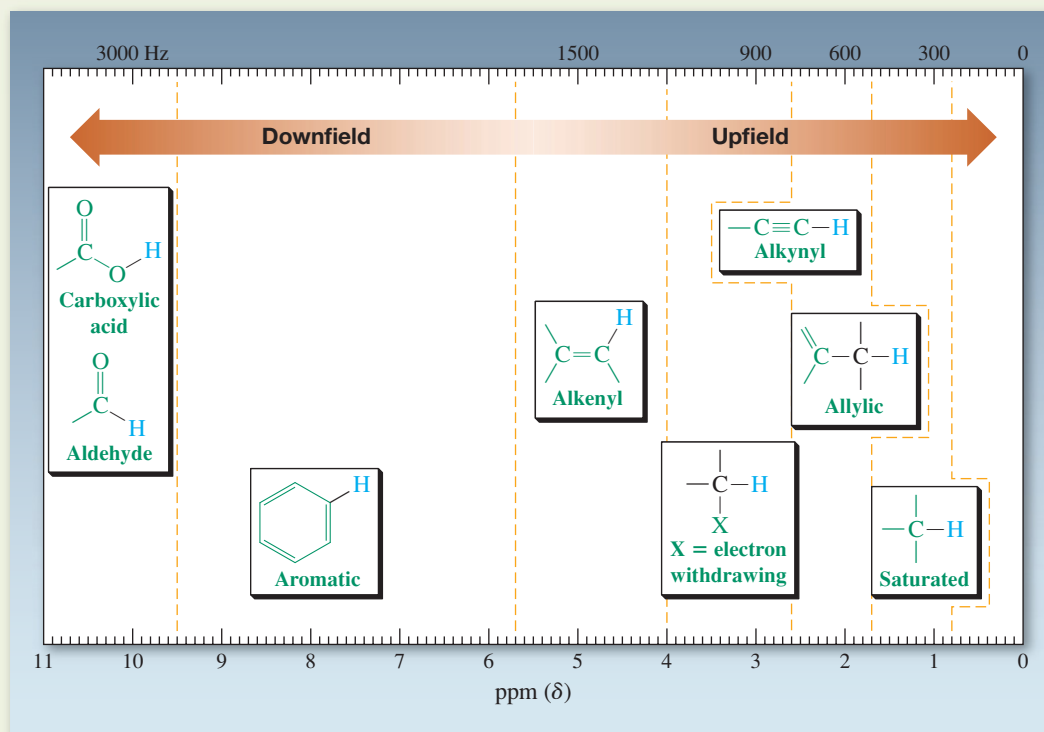 3000 Hz 1500 900 600 300 0
Downfield Upfield
O
C
O
H
Carboxylic
acid
O
C
H
Aldehyde
H
Aromatic
H
C=C
Alkenyl
—C≡C—H
Alkynyl
C—C—H
Allylic
—C—H
X
X = electron
withdrawing
—C—H
Saturated
11 10 9 8 7 6 5 4 3 2 1 0
ppm (δ)